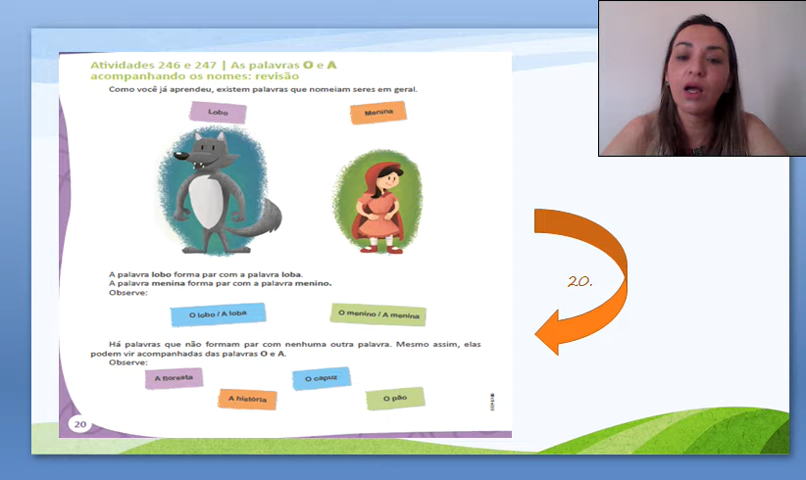 Atividades 246 e 247 | As palavras O e A
acompanhando os nomes: revisão
Como você já aprendeu, existem palavras que nomeiam seres em geral.
Lobo
Menina
A palavra lobo forma par com a palavra loba.
A palavra menina forma par com a palavra menino.
Observe:
O lobo / A loba
O menino / A menina
Há palavras que não formam par com nenhuma outra palavra. Mesmo assim, elas
podem vir acompanhadas das palavras O e A.
Observe:
A floresta
O capuz
A história
O pão
20
20.